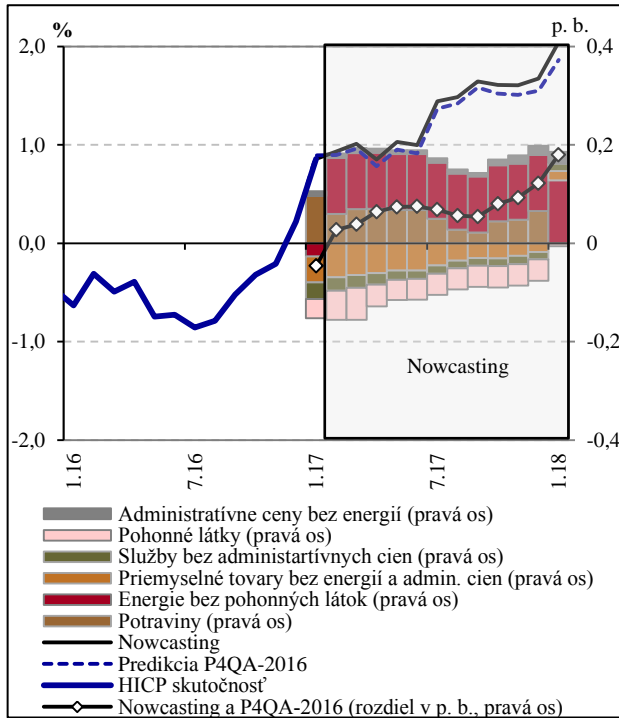 % p. b.
2,0 0,4
1,0 0,2
0,0 0
-1,0 -0,2
-2,0 -0,4
Nowcasting
1.16 7.16 1.17 7.17 1.18
Administratívne ceny bez energií (pravá os)
Pohonné látky (pravá os)
Služby bez administartívnych cien (pravá os)
Priemyselné tovary bez energií a admin. cien (pravá os)
Energie bez pohonných látok (pravá os)
Potraviny (pravá os)
Nowcasting
Predikcia P4QA-2016
HICP skutočnosť
Nowcasting a P4QA-2016 (rozdiel v p. b., pravá os)